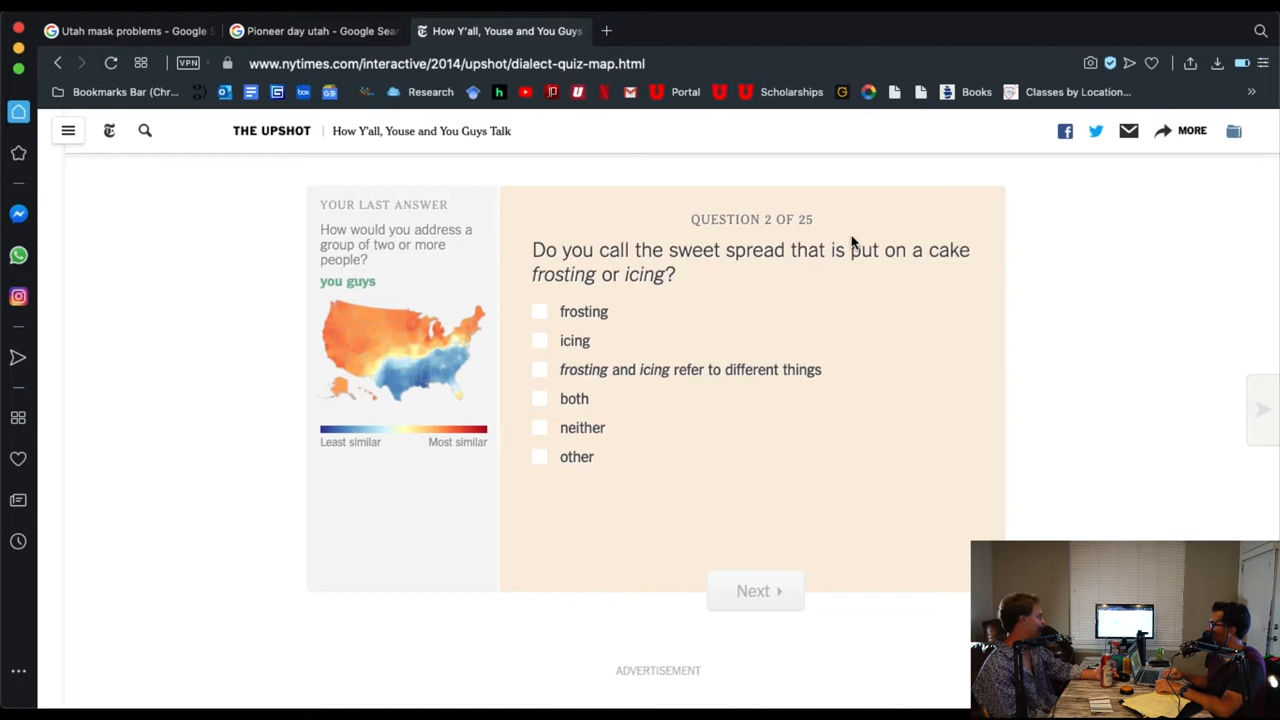 Utah mask problems - Google S
Pioneer day utah - Google Sear
How Y'all, Youse and You Guys
VPN
www.nytimes.com/interactive/2014/upshot/dialect-quiz-map.html
Bookmarks Bar (Chr...
Research
Portal
Scholarships
Books
Classes by Location...
THE UPSHOT
How Y'all, Youse and You Guys Talk
MORE
YOUR LAST ANSWER
How would you address a
group of two or more
people?
you guys
Least similar
Most similar
QUESTION 2 OF 25
Do you call the sweet spread that is put on a cake
frosting or icing?
frosting
icing
frosting and icing refer to different things
both
neither
other
Next
ADVERTISEMENT